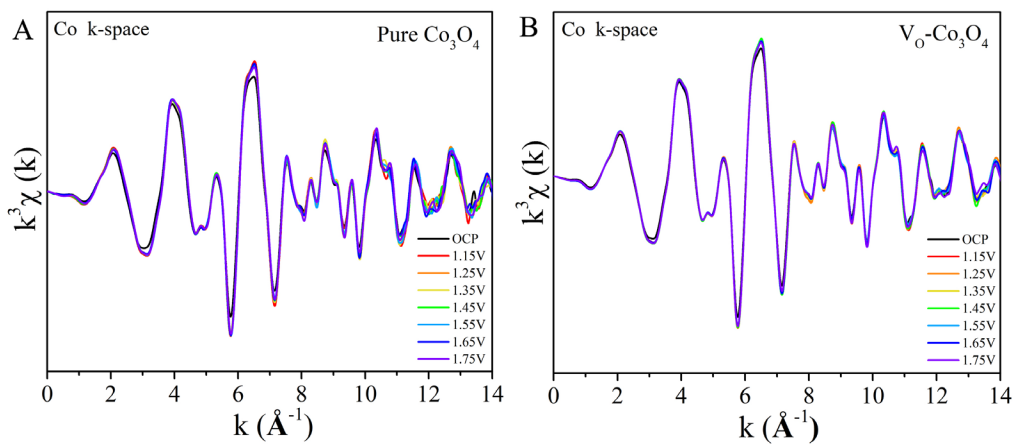 A
Co k-space
Pure Co₃O₄
k³χ (k)
OCP
1.15V
1.25V
1.35V
1.45V
1.55V
1.65V
1.75V
0 2 4 6 8 10 12 14
k (Å⁻¹)
B
Co k-space
V_O-Co₃O₄
k³χ (k)
OCP
1.15V
1.25V
1.35V
1.45V
1.55V
1.65V
1.75V
0 2 4 6 8 10 12 14
k (Å⁻¹)